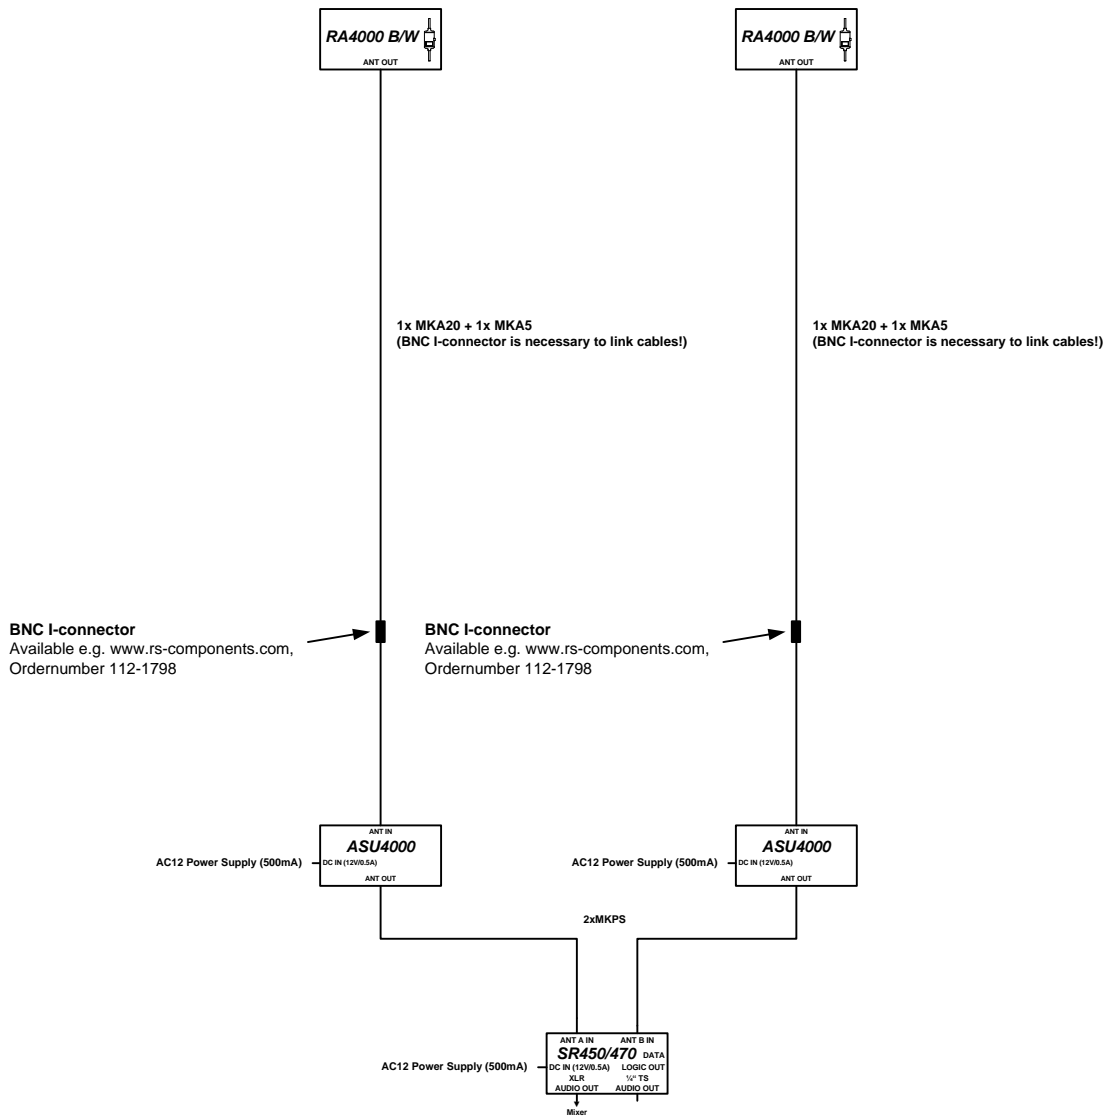 RA4000 B/W
ANT OUT
RA4000 B/W
ANT OUT
1x MKA20 + 1x MKA5
(BNC I-connector is necessary to link cables!)
1x MKA20 + 1x MKA5
(BNC I-connector is necessary to link cables!)
BNC I-connector
Available e.g. www.rs-components.com,
Ordernumber 112-1798
BNC I-connector
Available e.g. www.rs-components.com,
Ordernumber 112-1798
ANT IN
ASU4000
AC12 Power Supply (500mA)
DC IN (12V/0.5A)
ANT OUT
ANT IN
ASU4000
AC12 Power Supply (500mA)
DC IN (12V/0.5A)
ANT OUT
2xMKPS
ANT A IN ANT B IN
SR450/470 DATA
AC12 Power Supply (500mA)
DC IN (12V/0.5A) LOGIC OUT
XLR ¼" TS
AUDIO OUT AUDIO OUT
Mixer